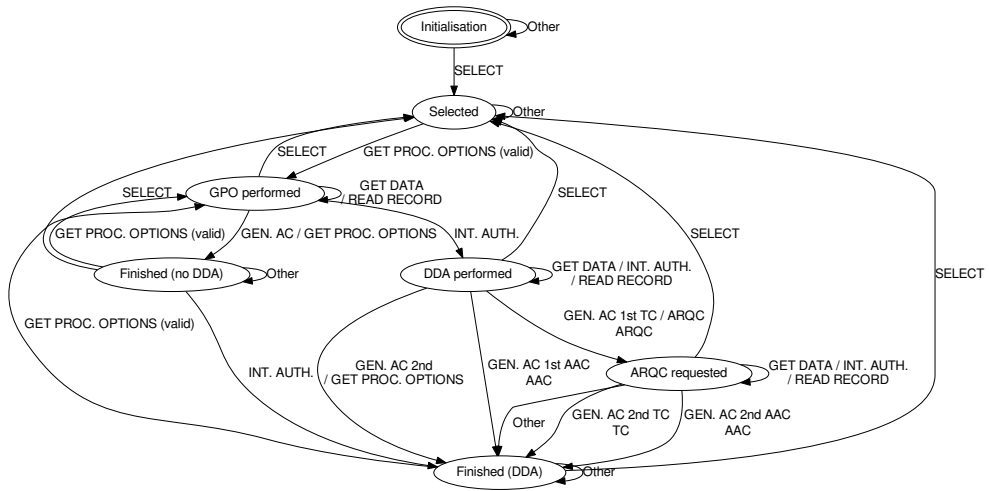 Initialisation
Other
SELECT
Selected
Other
SELECT
GET PROC. OPTIONS (valid)
SELECT
GPO performed
GET DATA
/ READ RECORD
SELECT
GET PROC. OPTIONS (valid)
GEN. AC / GET PROC. OPTIONS
INT. AUTH.
SELECT
Finished (no DDA)
Other
DDA performed
GET DATA / INT. AUTH.
/ READ RECORD
SELECT
GET PROC. OPTIONS (valid)
GEN. AC 1st TC / ARQC
ARQC
INT. AUTH.
GEN. AC 2nd
/ GET PROC. OPTIONS
GEN. AC 1st AAC
AAC
ARQC requested
GET DATA / INT. AUTH.
/ READ RECORD
Other
GEN. AC 2nd TC
TC
GEN. AC 2nd AAC
AAC
Finished (DDA)
Other